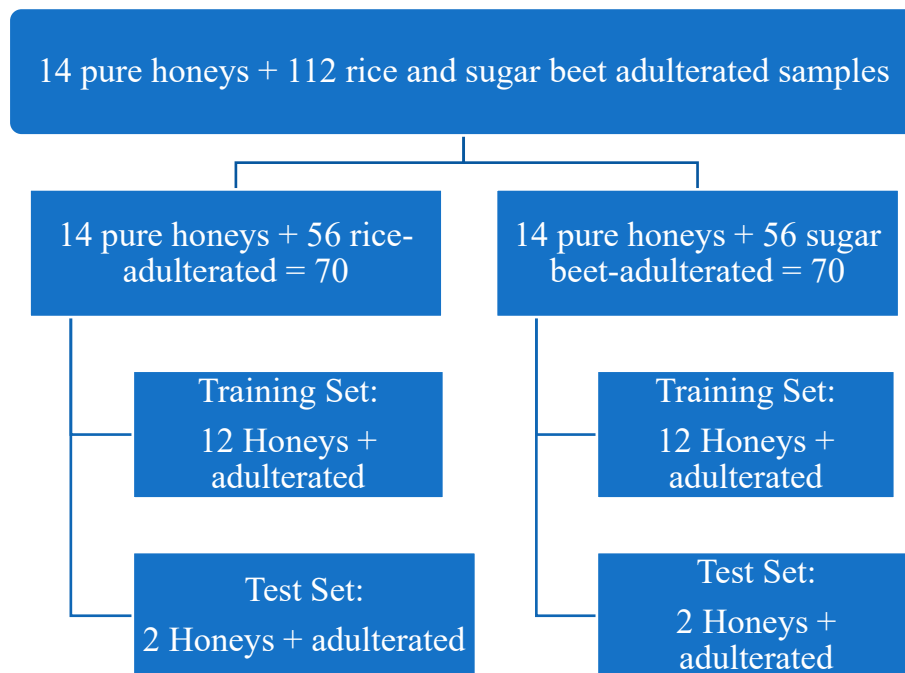 14 pure honeys + 112 rice and sugar beet adulterated samples
14 pure honeys + 56 rice-
adulterated = 70
14 pure honeys + 56 sugar
beet-adulterated = 70
Training Set:
12 Honeys +
adulterated
Training Set:
12 Honeys +
adulterated
Test Set:
2 Honeys + adulterated
Test Set:
2 Honeys +
adulterated